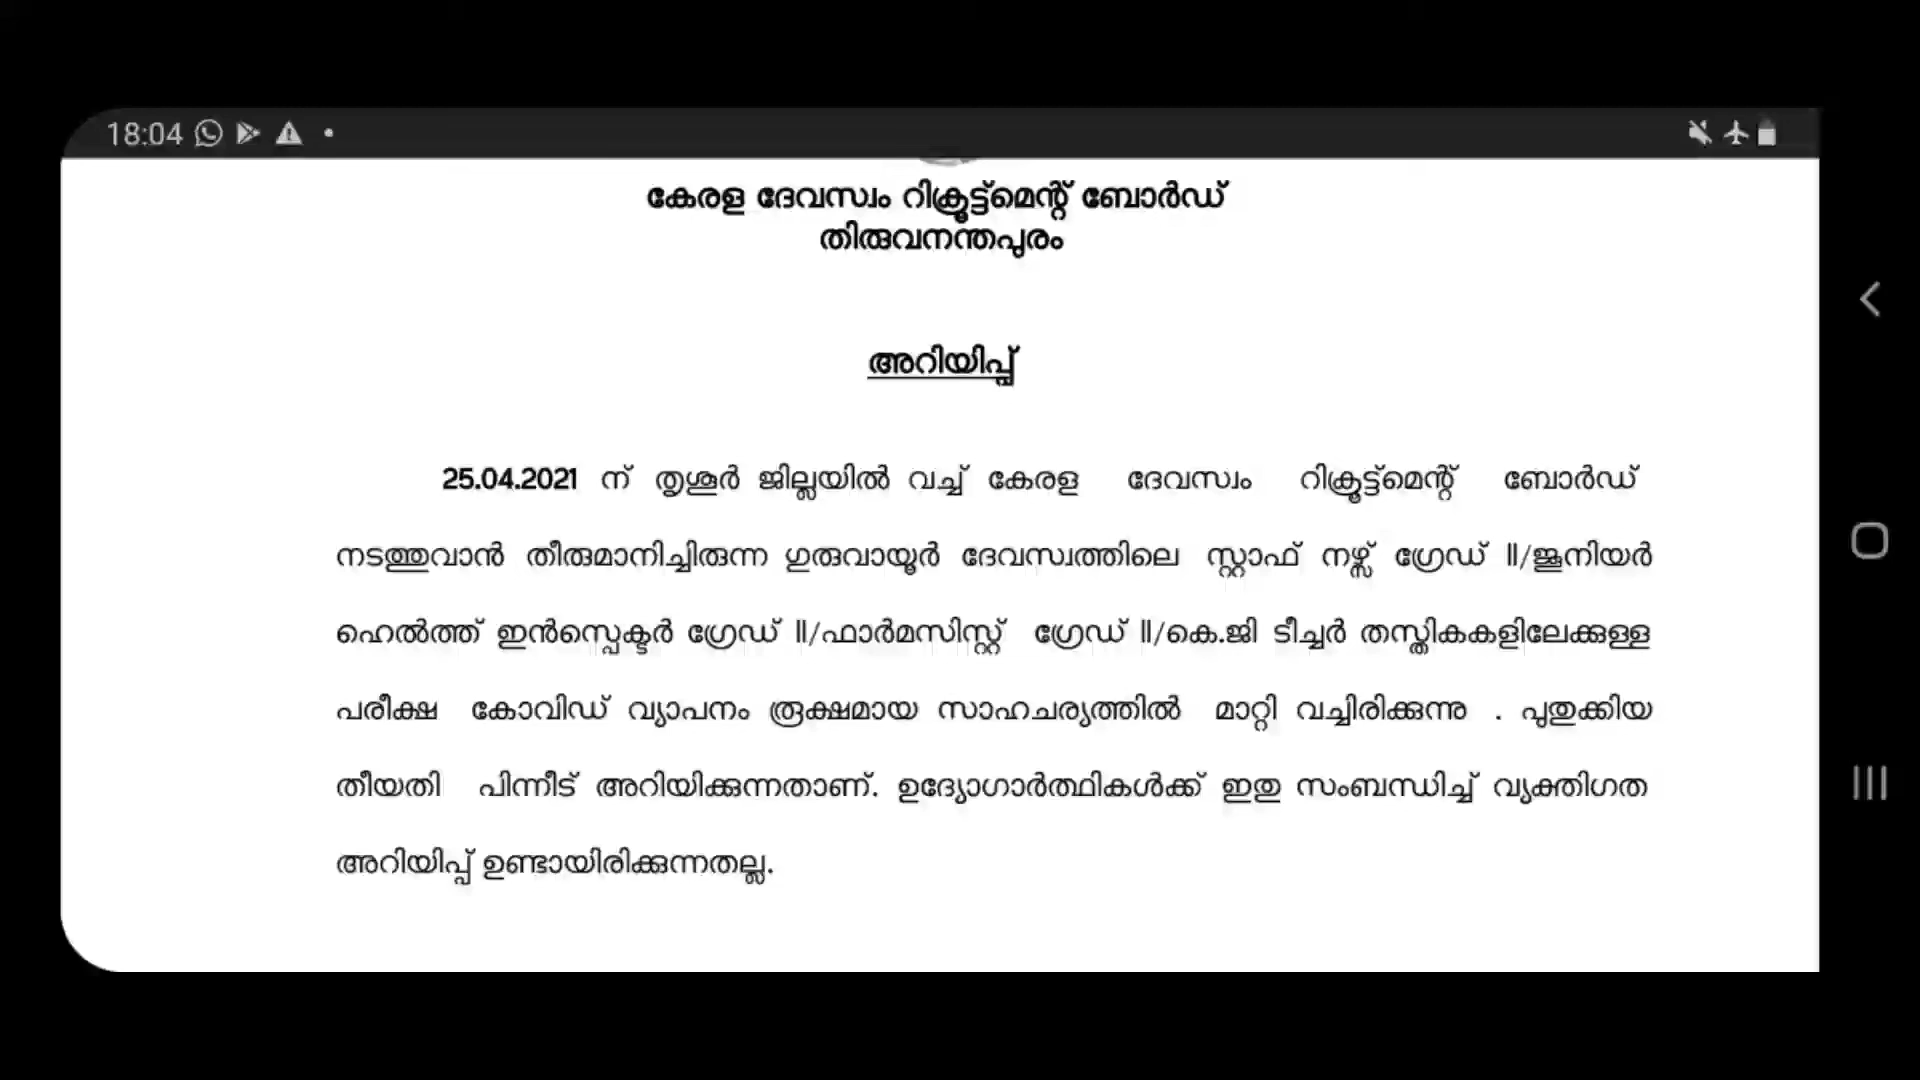 18:04
കേരള ദേവസ്വം റിക്രൂട്ട്മെന്റ് ബോർഡ്
തിരുവനന്തപുരം
അറിയിപ്പ്
25.04.2021 ന് തൃശൂർ ജില്ലയിൽ വച്ച് കേരള ദേവസ്വം റിക്രൂട്ട്മെന്റ് ബോർഡ്
നടത്തുവാൻ തീരുമാനിച്ചിരുന്ന ഗുരുവായൂർ ദേവസ്വത്തിലെ സ്റ്റാഫ് നഴ്സ് ഗ്രേഡ് II/ജൂനിയർ
ഹെൽത്ത് ഇൻസ്പെക്ടർ ഗ്രേഡ് II/ഫാർമസിസ്റ്റ് ഗ്രേഡ് II/കെ.ജി ടീച്ചർ തസ്തികകളിലേക്കുള്ള
പരീക്ഷ കോവിഡ് വ്യാപനം രൂക്ഷമായ സാഹചര്യത്തിൽ മാറ്റി വച്ചിരിക്കുന്നു . പുതുക്കിയ
തീയതി പിന്നീട് അറിയിക്കുന്നതാണ്. ഉദ്യോഗാർത്ഥികൾക്ക് ഇതു സംബന്ധിച്ച് വ്യക്തിഗത
അറിയിപ്പ് ഉണ്ടായിരിക്കുന്നതല്ല.